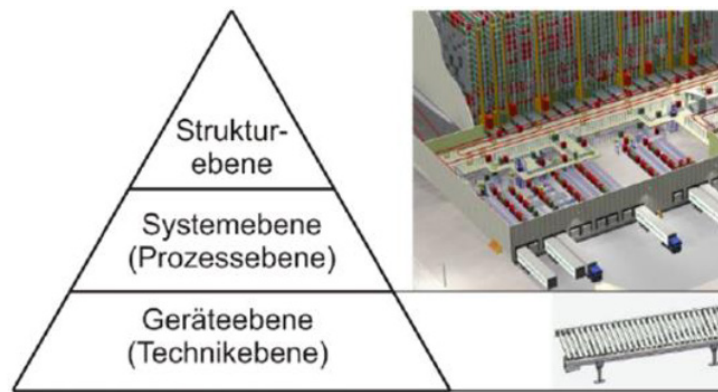 Struktur-
ebene
Systemebene
(Prozessebene)
Geräteebene
(Technikebene)